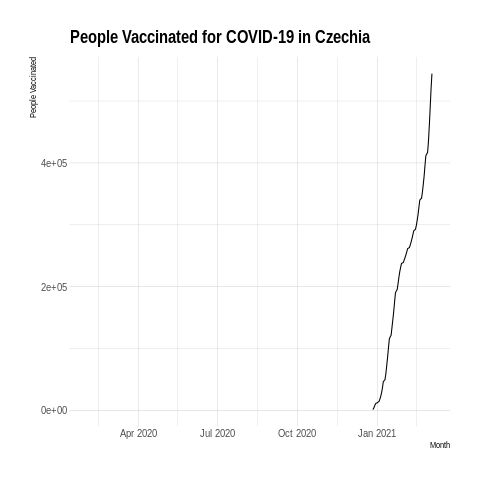 People Vaccinated for COVID-19 in Czechia
People Vaccinated
4e+05
2e+05
0e+00
Apr 2020
Jul 2020
Oct 2020
Jan 2021
Month